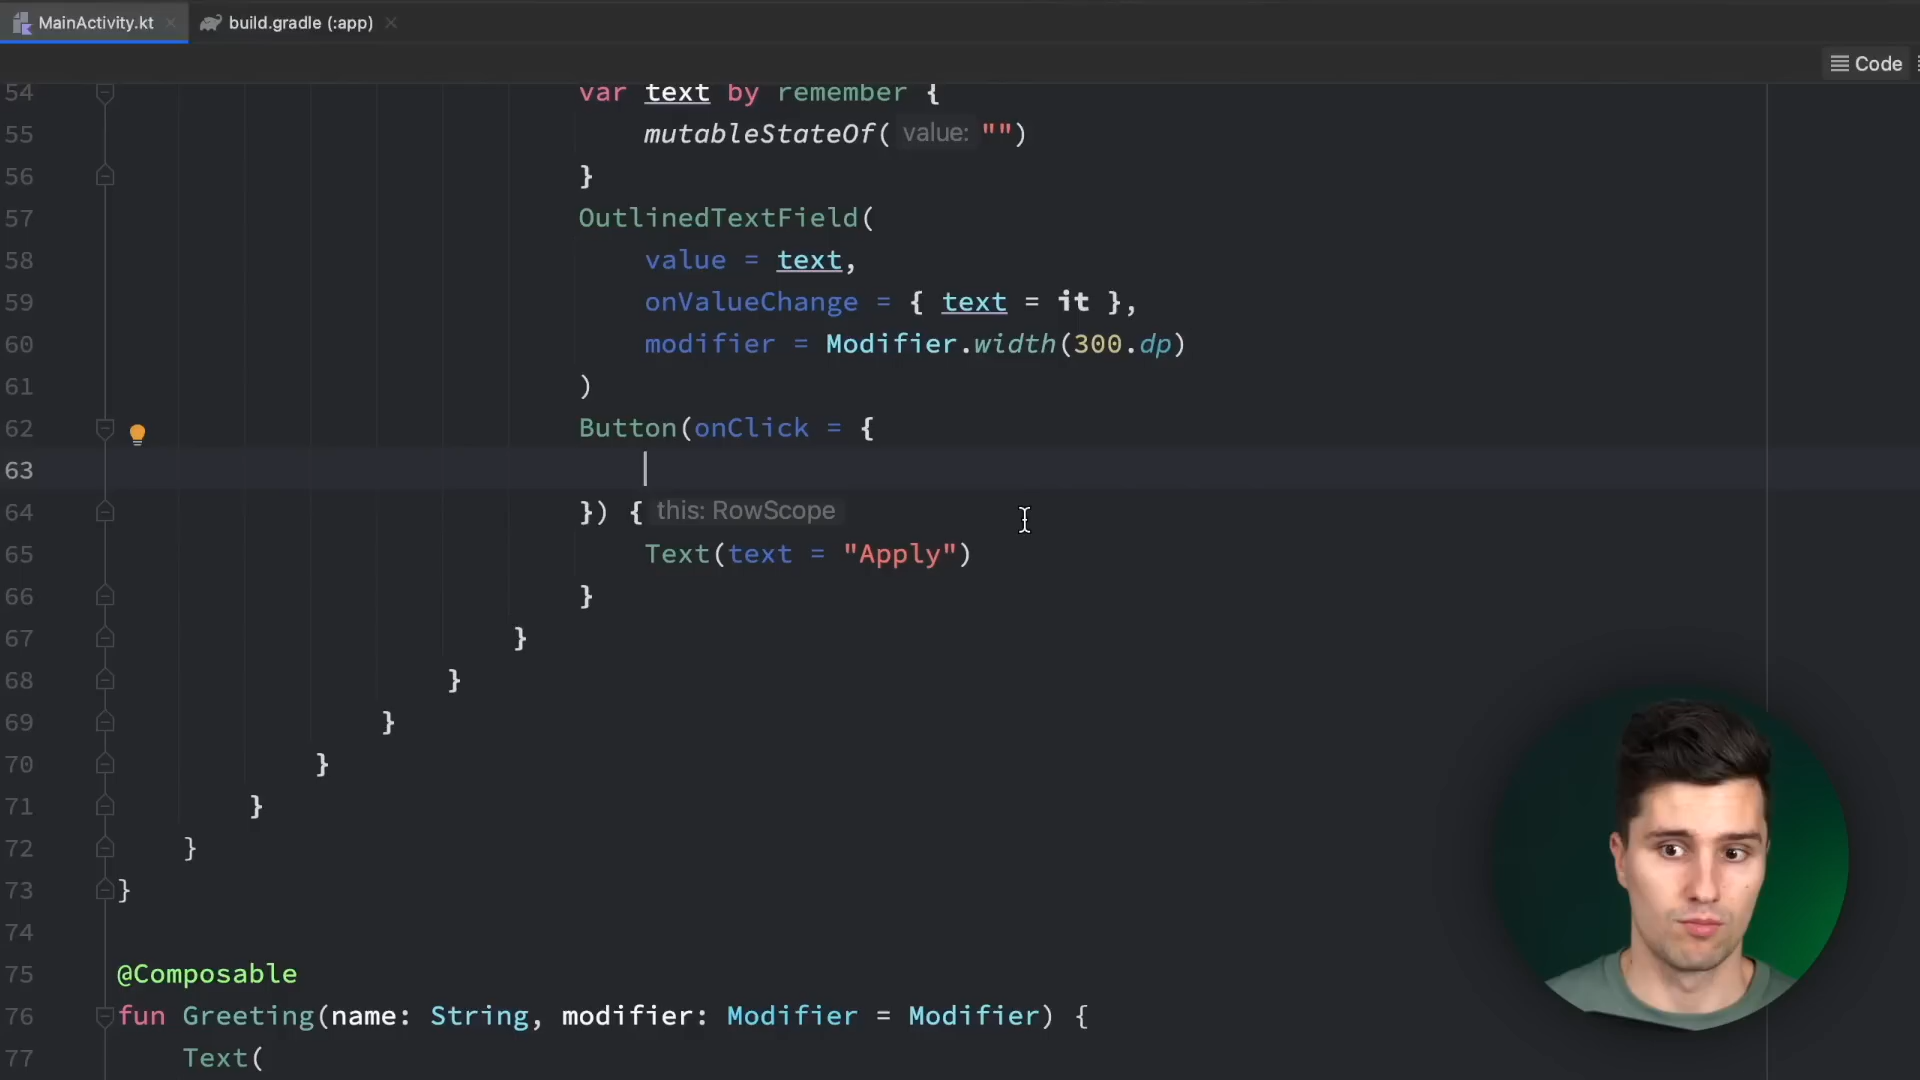 MainActivity.kt
build.gradle (:app)
Code
54 var text by remember {
55 mutableStateOf( value: "")
56 }
57 OutlinedTextField(
58 value = text,
59 onValueChange = { text = it },
60 modifier = Modifier.width(300.dp)
61 )
62 Button(onClick = {
63
64 }) { this: RowScope
65 Text(text = "Apply")
66 }
67 }
68 }
69 }
70 }
71 }
72 }
73 }
74
75 @Composable
76 fun Greeting(name: String, modifier: Modifier = Modifier) {
77 Text(